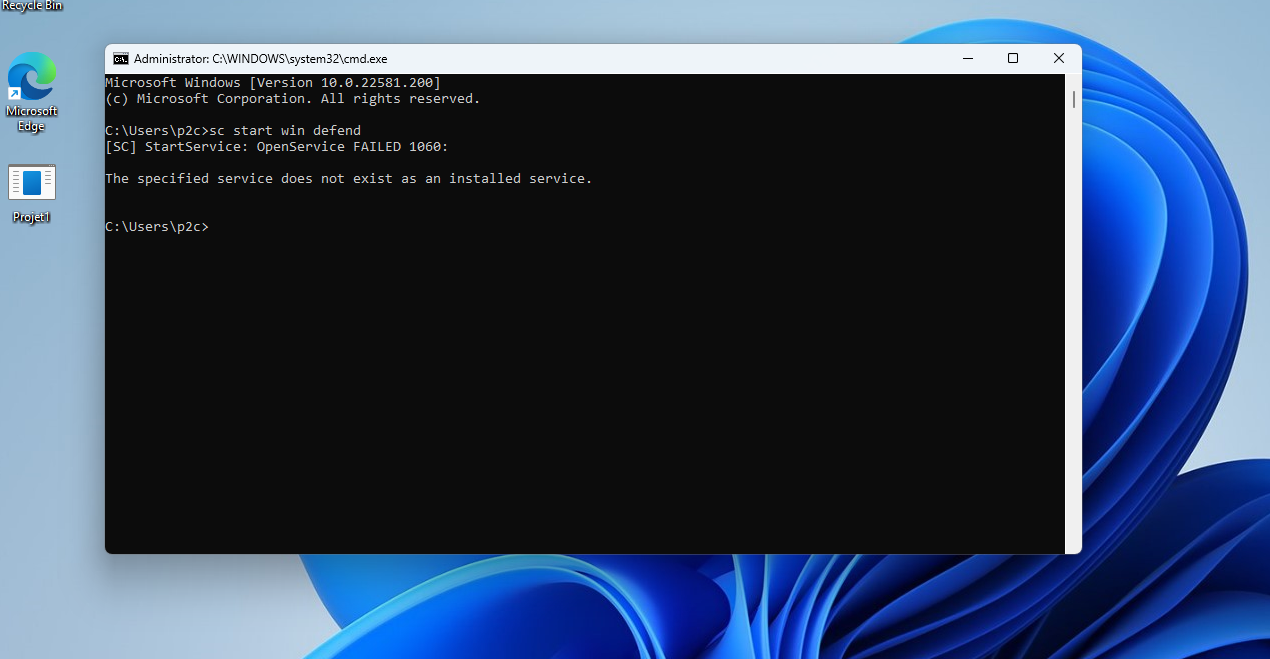 Recycle Bin
Microsoft
Edge
Projet1
Administrator: C:\WINDOWS\system32\cmd.exe
Microsoft Windows [Version 10.0.22581.200]
(c) Microsoft Corporation. All rights reserved.
C:\Users\p2c>sc start win defend
[SC] StartService: OpenService FAILED 1060:
The specified service does not exist as an installed service.
C:\Users\p2c>